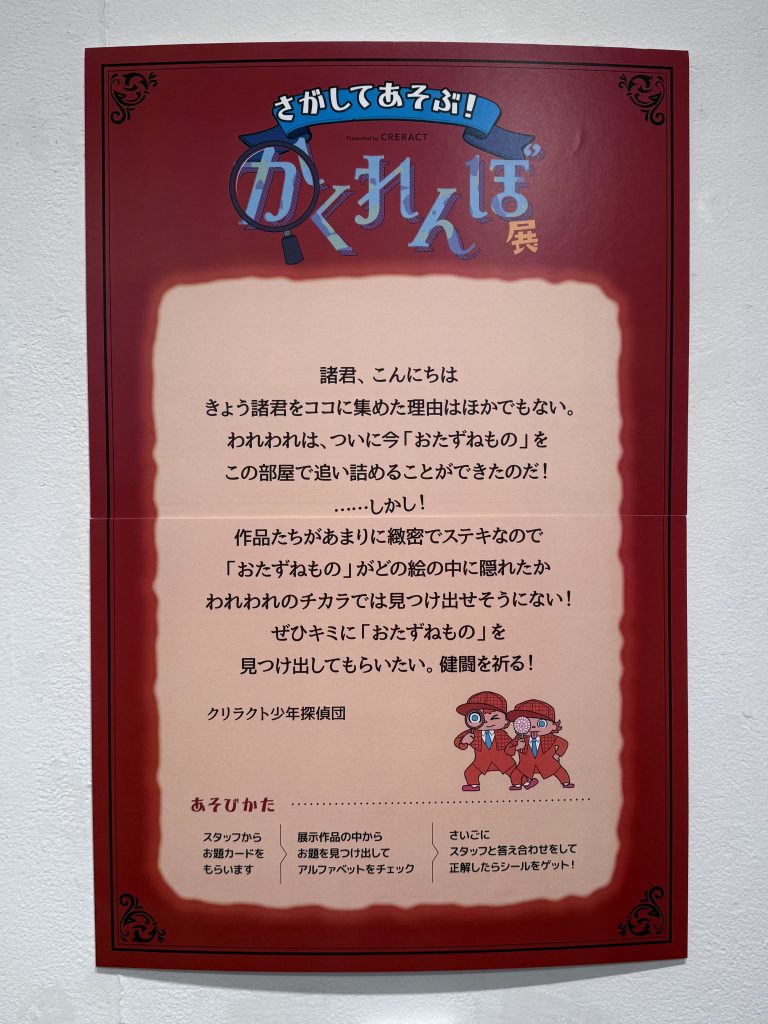 さがしてあそぶ！
Presented by CRERACT
かくれんぼ展
諸君、こんにちは
きょう諸君をココに集めた理由はほかでもない。
われわれは、ついに今「おたずねもの」を
この部屋で追い詰めることができたのだ！
……しかし！
作品たちがあまりに緻密でステキなので
「おたずねもの」がどの絵の中に隠れたか
われわれのチカラでは見つけ出せそうにない！
ぜひキミに「おたずねもの」を
見つけ出してもらいたい。健闘を祈る！
クリラクト少年探偵団
あそびかた
スタッフから
お題カードを
もらいます
展示作品の中から
お題を見つけ出して
アルファベットをチェック
さいごに
スタッフと答え合わせをして
正解したらシールをゲット！